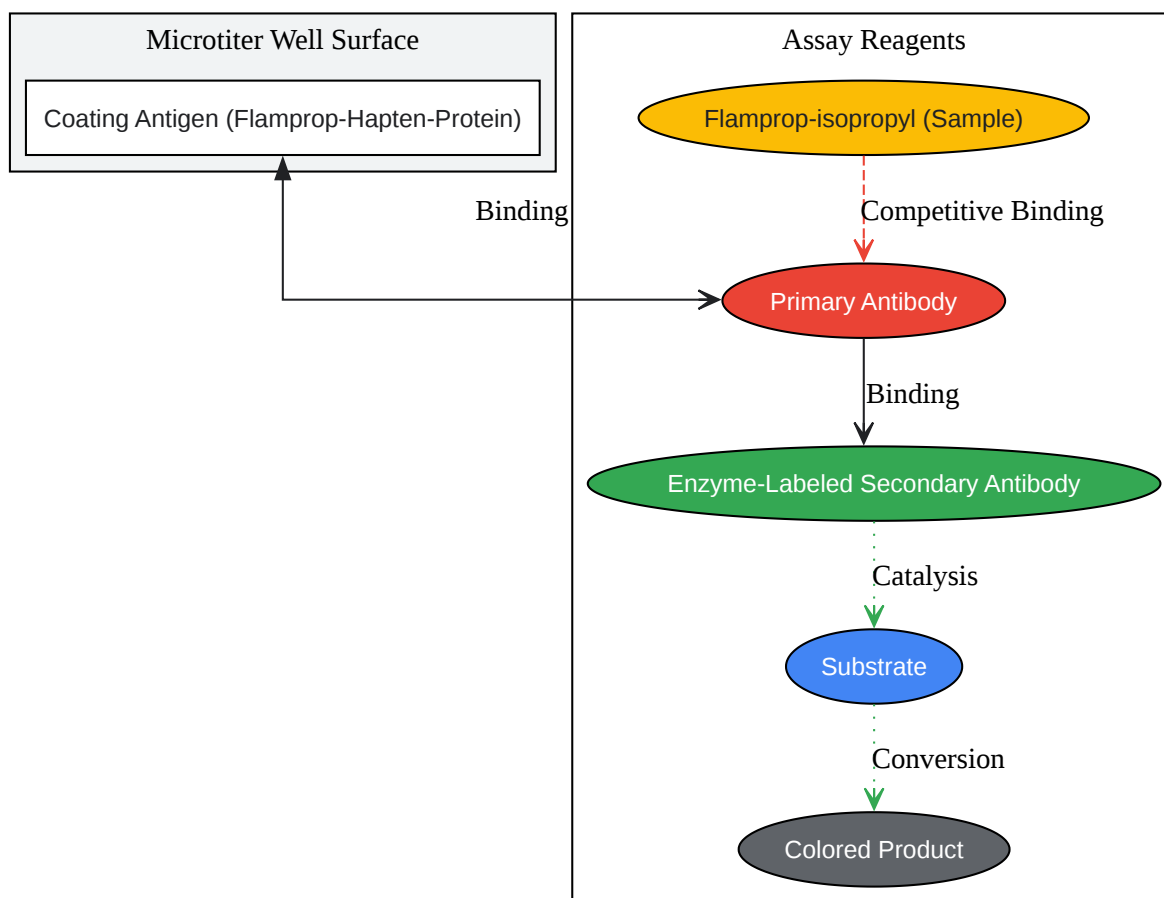 Microtiter Well Surface
Coating Antigen (Flamprop-Hapten-Protein)
Binding
Assay Reagents
Flamprop-isopropyl (Sample)
Competitive Binding
Primary Antibody
Binding
Enzyme-Labeled Secondary Antibody
Catalysis
Substrate
Conversion
Colored Product